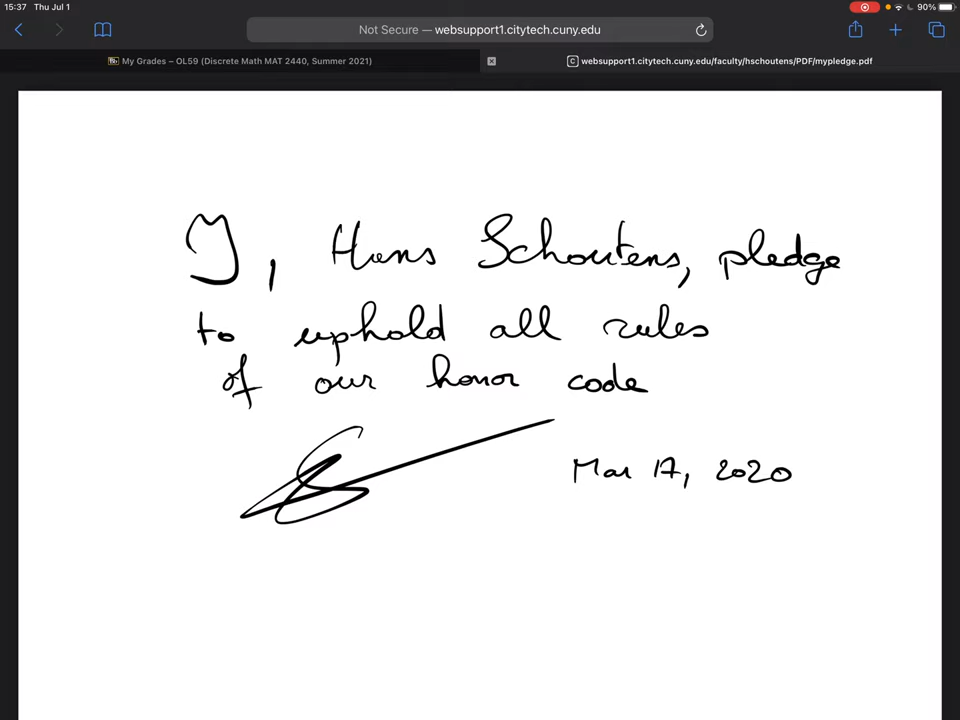 15:37 Thu Jul 1
90%
Not Secure — websupport1.citytech.cuny.edu
My Grades – OL59 (Discrete Math MAT 2440, Summer 2021)
websupport1.citytech.cuny.edu/faculty/hschoutens/PDF/mypledge.pdf
I, Hans Schoutens, pledge
to uphold all rules
of our honor code
Mar 17, 2020